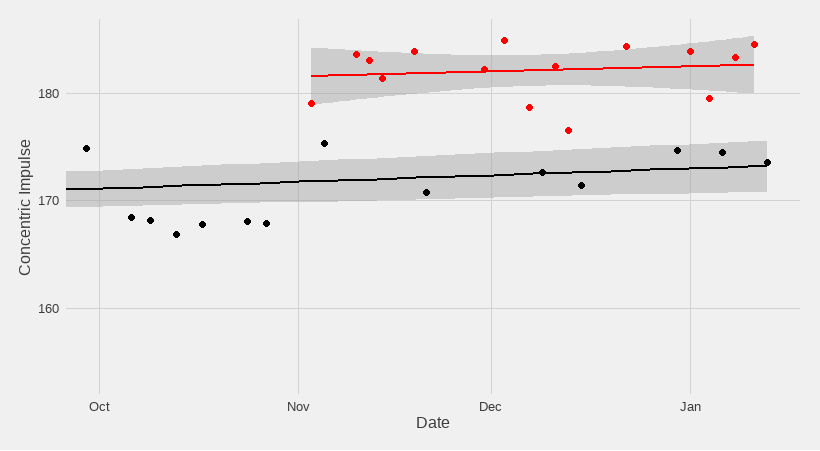 Concentric Impulse
180
170
160
Oct Nov Dec Jan
Date